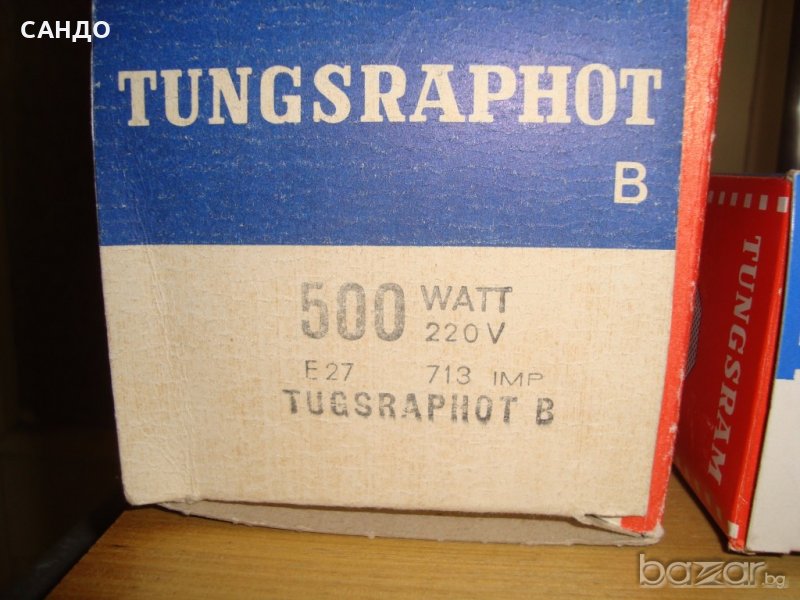 САНДО
TUNGSRAPHOT
B
500 WATT
220V
E27 713 IMP
TUGSRAPHOT B
TUNGSRAM
bazar.bg